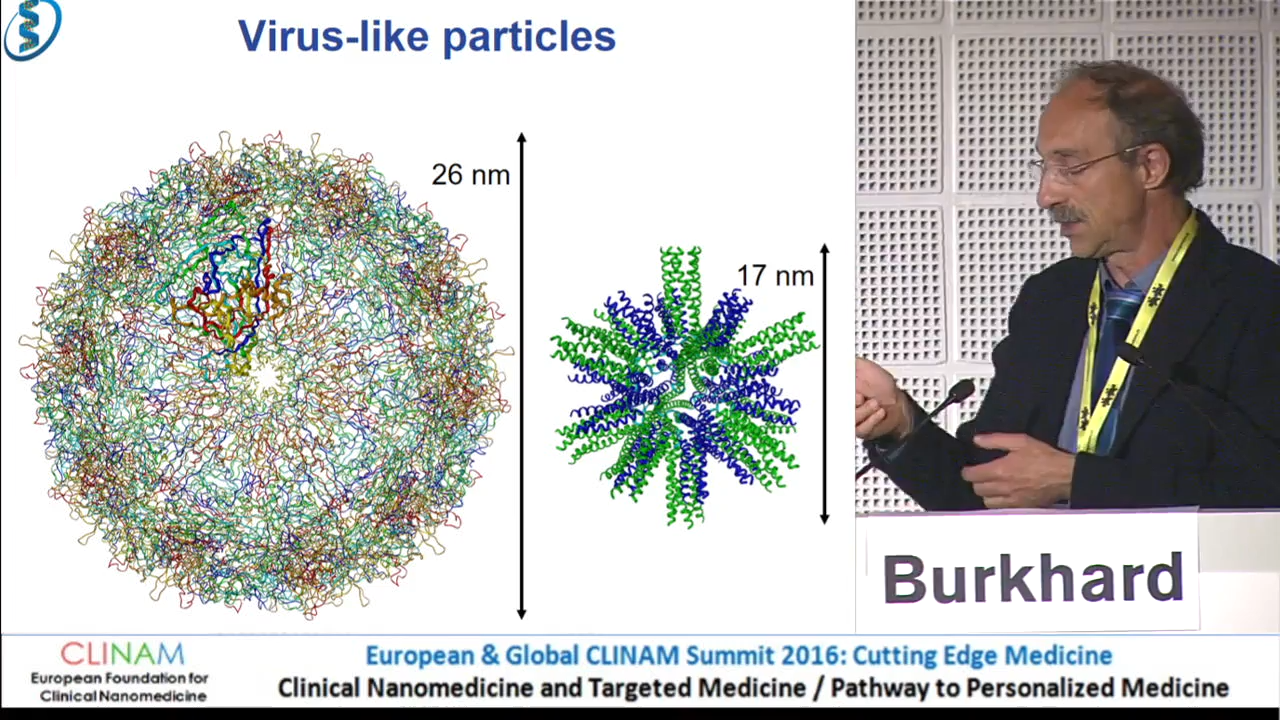 Virus-like particles
26 nm
17 nm
Burkhard
CLINAM
European Foundation for
Clinical Nanomedicine
European & Global CLINAM Summit 2016: Cutting Edge Medicine
Clinical Nanomedicine and Targeted Medicine / Pathway to Personalized Medicine